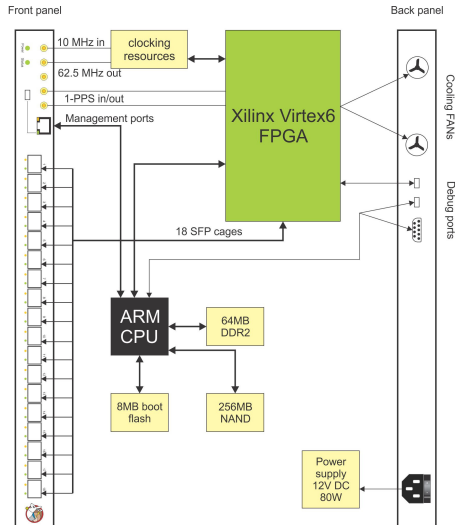 Front panel
Back panel
10 MHz in
clocking
resources
62.5 MHz out
1-PPS in/out
Management ports
Xilinx Virtex6
FPGA
Cooling FANs
Debug ports
18 SFP cages
ARM
CPU
64MB
DDR2
8MB boot
flash
256MB
NAND
Power
supply
12V DC
80W